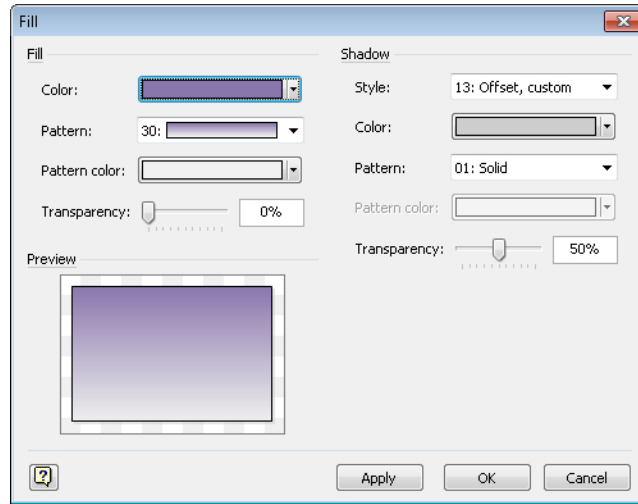 Fill
Fill
Color:
Pattern: 30:
Pattern color:
Transparency: 0%
Preview
Shadow
Style: 13: Offset, custom
Color:
Pattern: 01: Solid
Pattern color:
Transparency: 50%
?
Apply OK Cancel